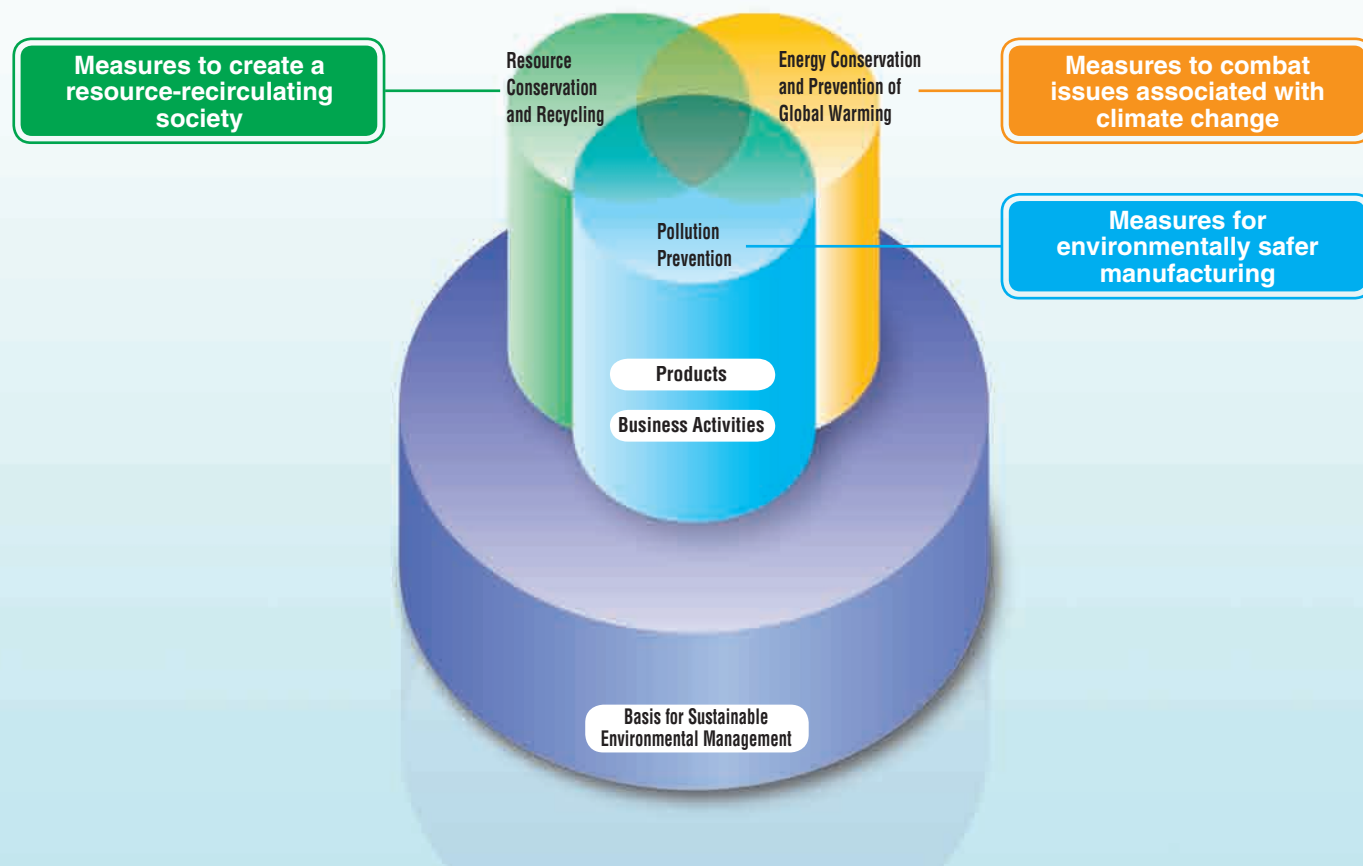 Measures to create a
resource-recirculating
society
Resource
Conservation
and Recycling
Energy Conservation
and Prevention of
Global Warming
Measures to combat
issues associated with
climate change
Pollution
Prevention
Measures for
environmentally safer
manufacturing
Products
Business Activities
Basis for Sustainable
Environmental Management